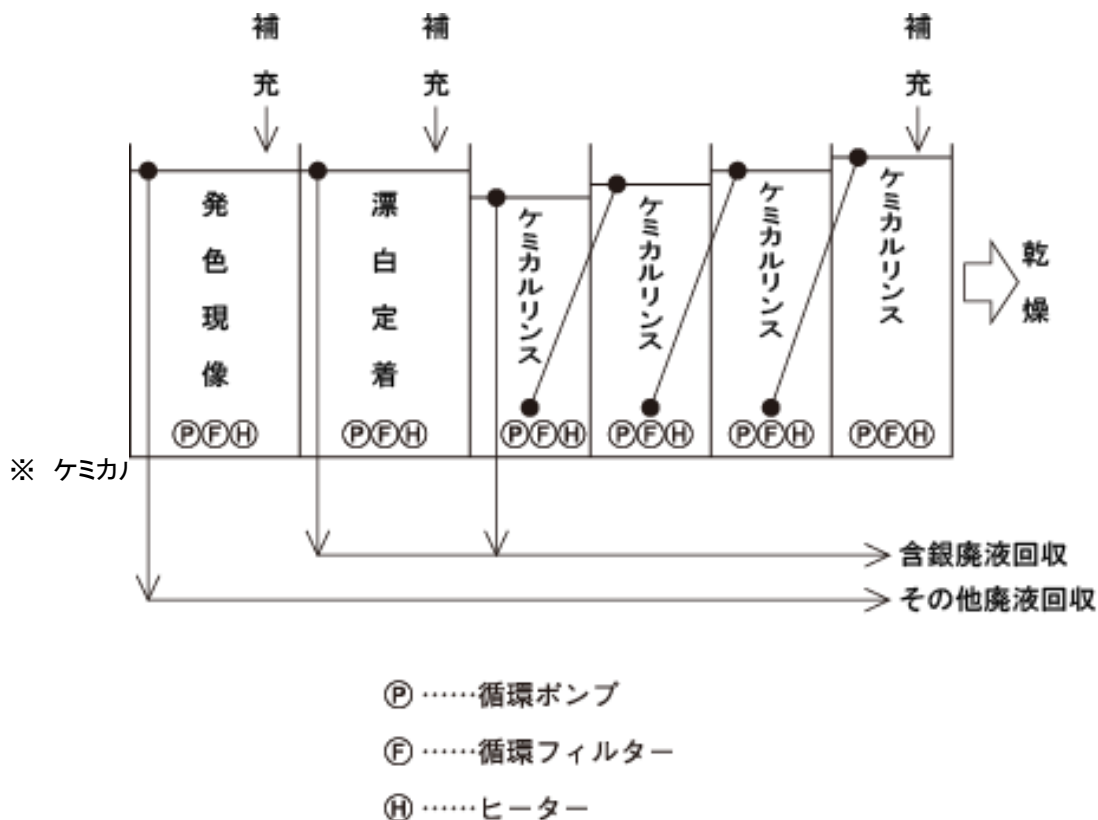 補充
補充
補充
発色現像
漂白定着
ケミカルリンス
ケミカルリンス
ケミカルリンス
ケミカルリンス
乾燥
ⓅⒻⒽ
ⓅⒻⒽ
ⓅⒻⒽ
ⓅⒻⒽ
ⓅⒻⒽ
ⓅⒻⒽ
※ ケミカ
含銀廃液回収
その他廃液回収
Ⓟ ……循環ポンプ
Ⓕ ……循環フィルター
Ⓗ ……ヒーター